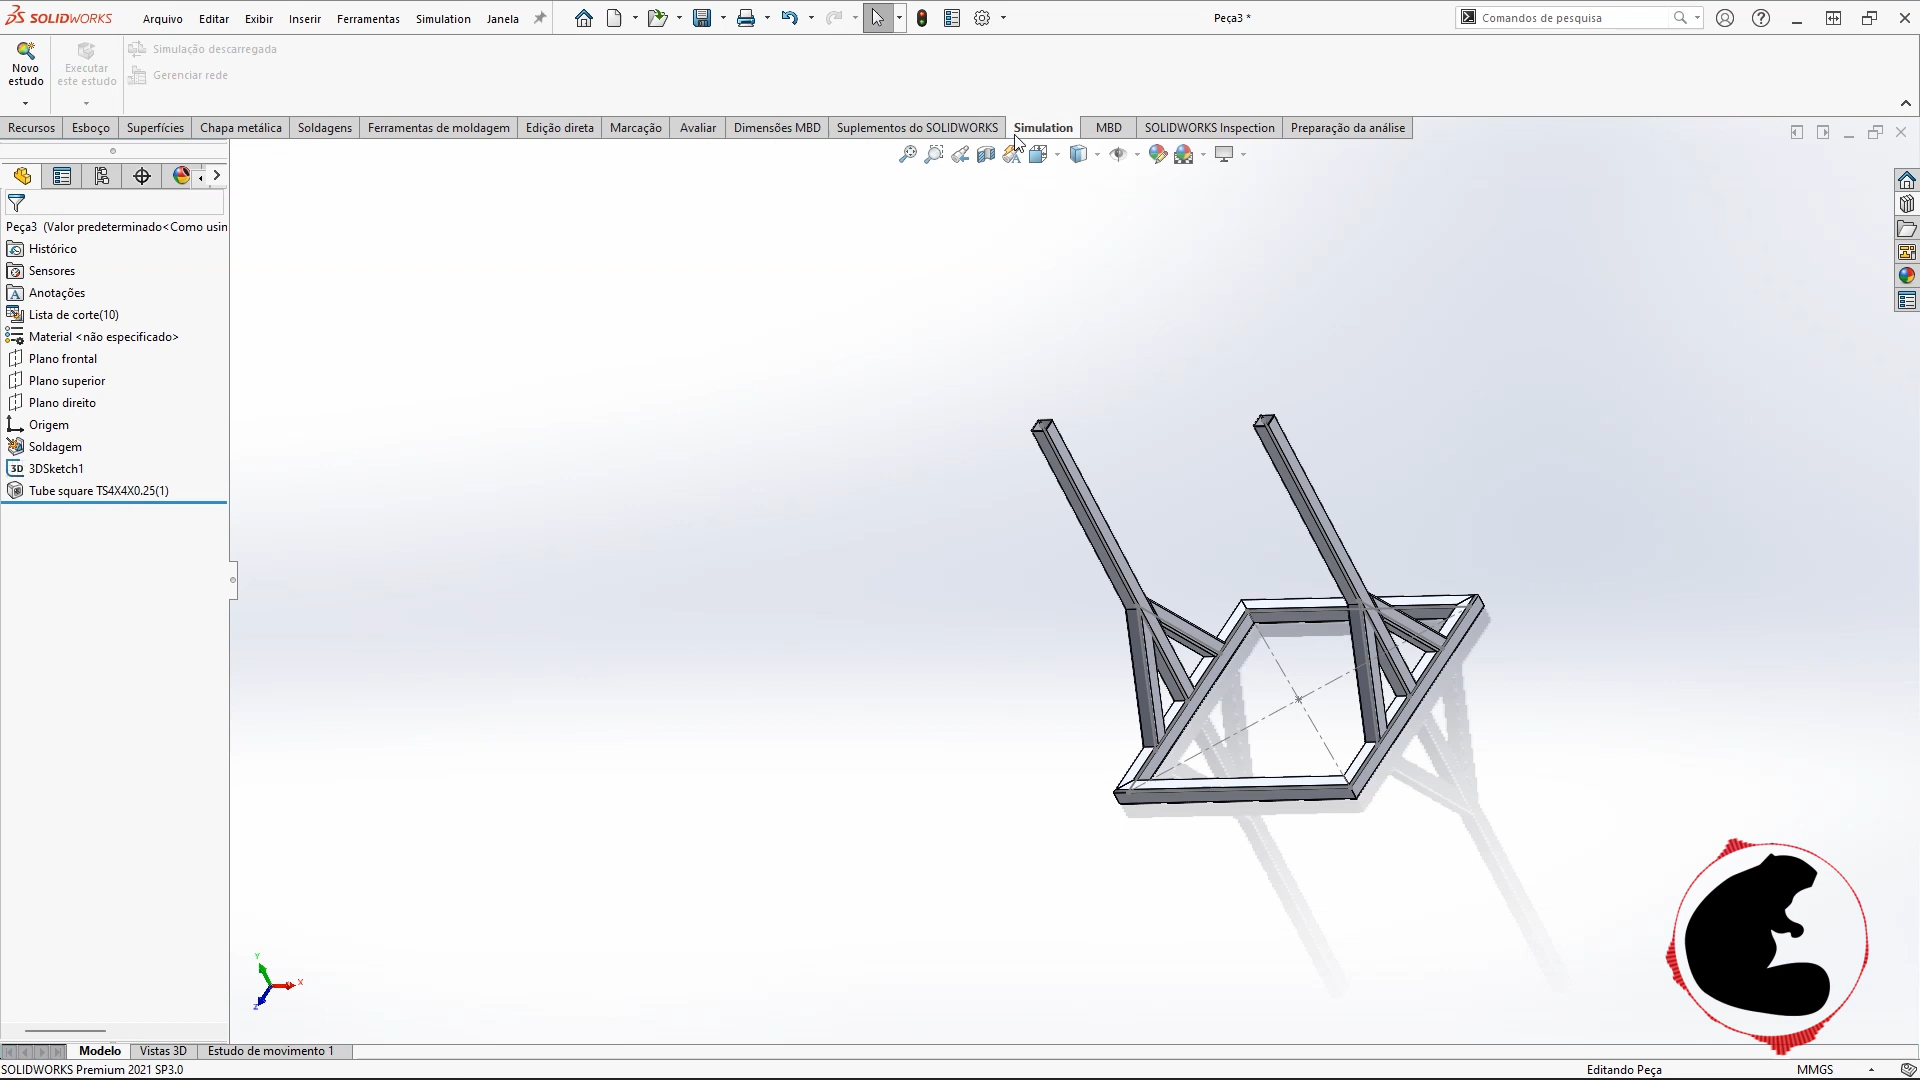 SOLIDWORKS
Arquivo Editar Exibir Inserir Ferramentas Simulation Janela
Peça3 *
Comandos de pesquisa
Novo estudo
Executar este estudo
Simulação descarregada
Gerenciar rede
Recursos Esboço Superfícies Chapa metálica Soldagens Ferramentas de moldagem Edição direta Marcação Avaliar Dimensões MBD Suplementos do SOLIDWORKS Simulation MBD SOLIDWORKS Inspection Preparação da análise
Peça3 (Valor predeterminado<Como usin
Histórico
Sensores
Anotações
Lista de corte(10)
Material <não especificado>
Plano frontal
Plano superior
Plano direito
Origem
Soldagem
3D 3DSketch1
Tube square TS4X4X0.25(1)
Y
X
Z
Modelo Vistas 3D Estudo de movimento 1
SOLIDWORKS Premium 2021 SP3.0
Editando Peça
MMGS